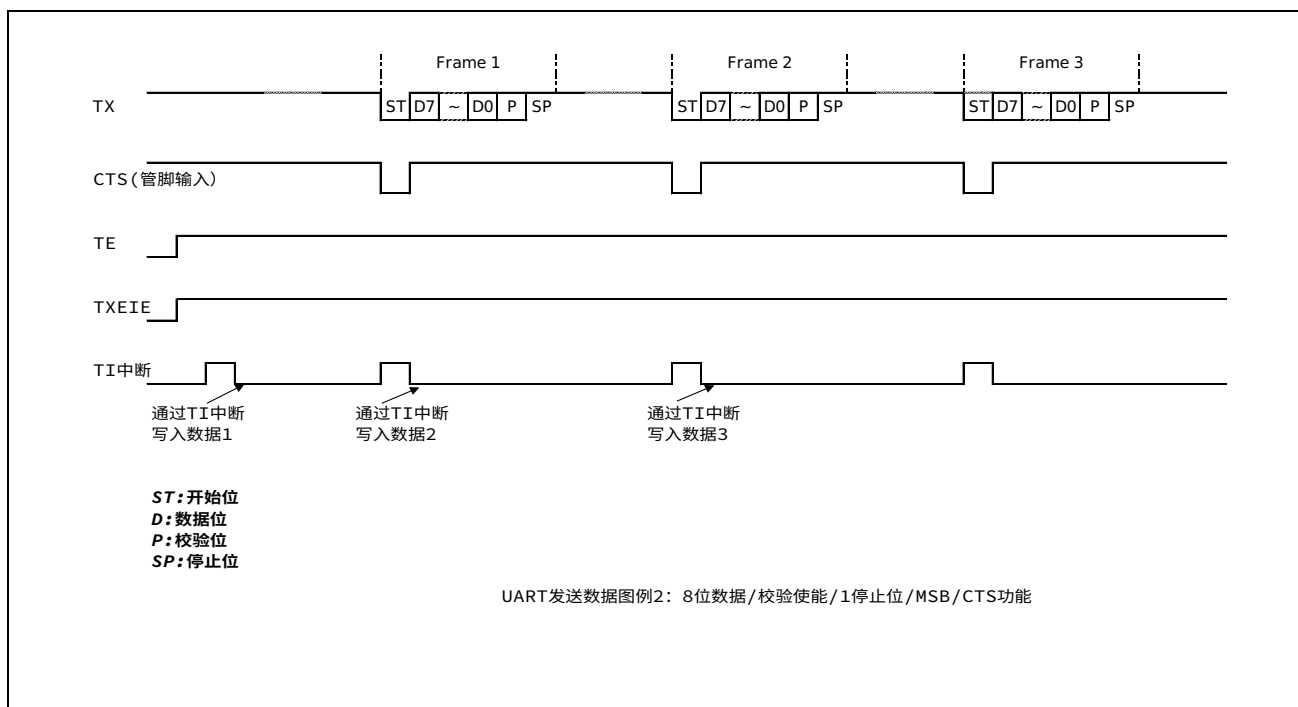 Frame 1 Frame 2 Frame 3
TX ST D7 ~ D0 P SP ST D7 ~ D0 P SP ST D7 ~ D0 P SP
CTS(管脚输入)
TE
TXEIE
TI中断
通过TI中断 通过TI中断 通过TI中断
写入数据1 写入数据2 写入数据3
ST:开始位
D:数据位
P:校验位
SP:停止位
UART发送数据图例2: 8位数据/校验使能/1停止位/MSB/CTS功能